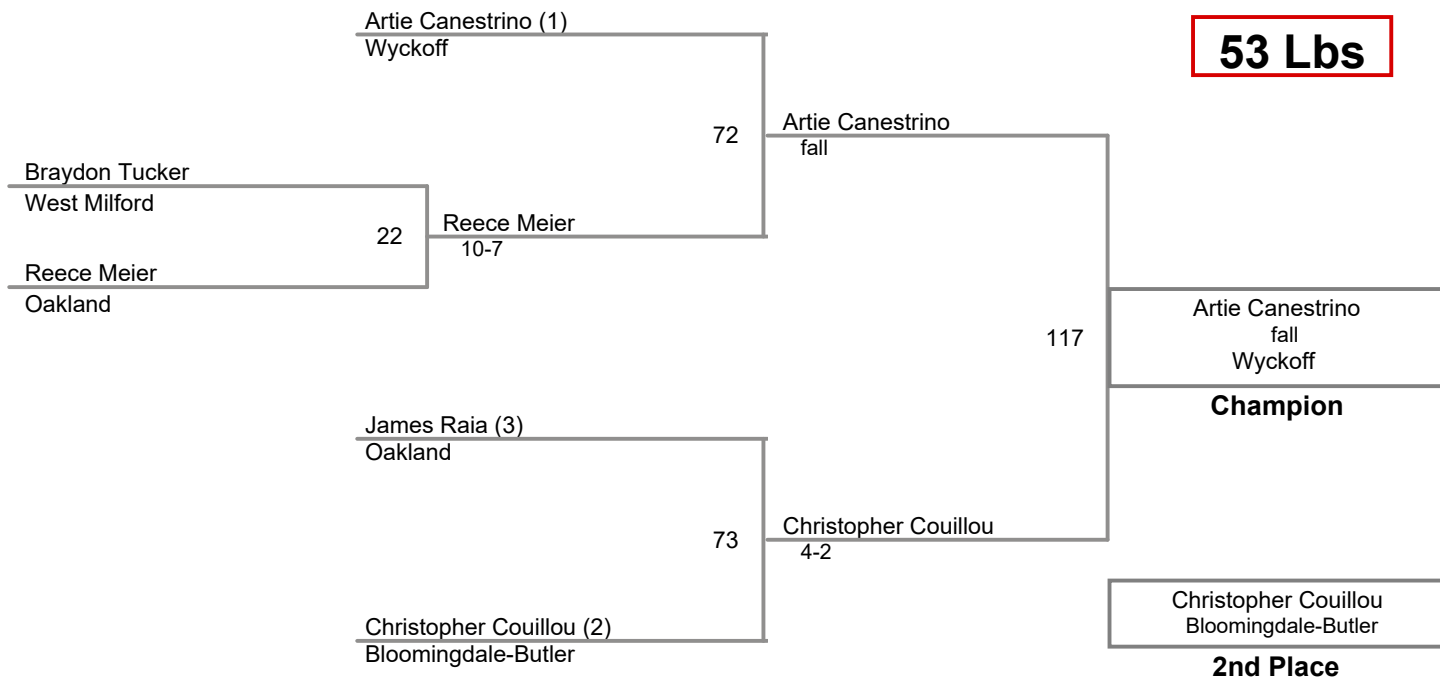 Artie Canestrino (1)
Wyckoff
53 Lbs
72
Artie Canestrino
fall
Braydon Tucker
West Milford
22
Reece Meier
10-7
Reece Meier
Oakland
117
Artie Canestrino
fall
Wyckoff
Champion
James Raia (3)
Oakland
73
Christopher Couillou
4-2
Christopher Couillou (2)
Bloomingdale-Butler
Christopher Couillou
Bloomingdale-Butler
2nd Place